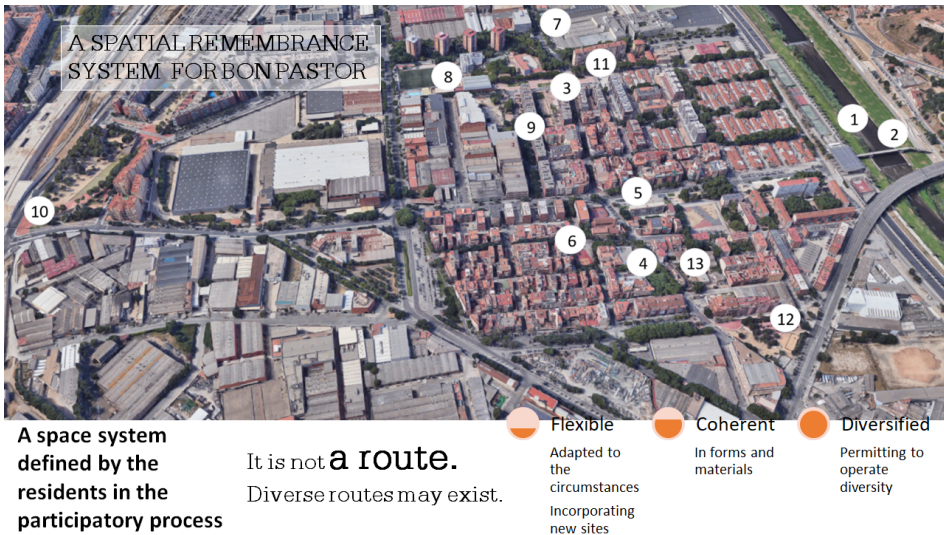 A SPATIAL REMEMBRANCE
SYSTEM FOR BON PASTOR
7
8
11
3
9
1
2
5
10
6
4
13
12
A space system
defined by the
residents in the
participatory process
It is not a route.
Diverse routes may exist.
Flexible
Adapted to
the
circumstances
Incorporating
new sites
Coherent
In forms and
materials
Diversified
Permitting to
operate
diversity